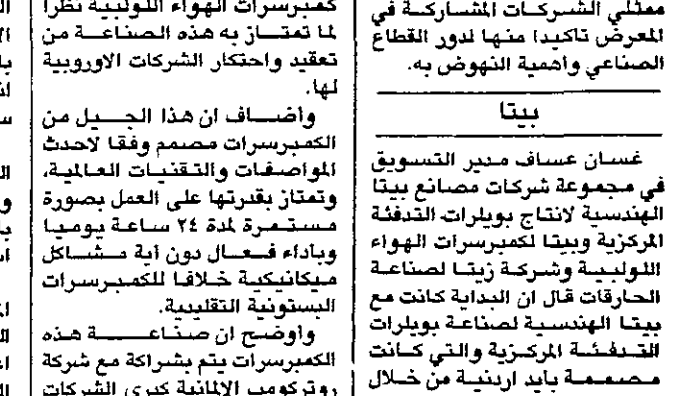 ممثلي الشركات المشاركة في
المعرض تاكيدا منها لدور القطاع
الصناعي واهمية النهوض به.
بيتا
غسان عساف مدير التسويق
في مجموعة شركات مصانع بيتا
الهندسية لانتاج بويلرات التدفئة
المركزية وبيتا لكمبرسرات الهواء
اللولبية وشركة زيتا لصناعة
الحارقات قال ان البداية كانت مع
بيتا الهندسية لصناعة بويلرات
التدفئة المركزية والتي كانت
مصممة بايد اردنية من خلال
كمبرسرات الهواء اللولبية نظرا
لما تمتاز به هذه الصناعة من
تعقيد واحتكار الشركات الاوروبية
لها.
واضاف ان هذا الجيل من
الكمبرسرات مصمم وفقا لاحدث
المواصفات والتقنيات العالمية،
وتمتاز بقدرتها على العمل بصورة
مستمرة لمدة ٢٤ ساعة يوميا
وباداء فعال دون أية مشاكل
ميكانيكية خلافا للكمبرسرات
البستونية التقليدية.
واوضح ان صناعة هذه
الكمبرسرات يتم بشراكة مع شركة
روتركومب الالمانية كبرى الشركات